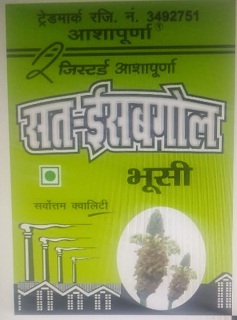 ट्रेडमार्क रजि. नं. 3492751
आशापूर्णा®
रजिस्टर्ड आशापूर्णा
सत-ईसबगोल
भूसी
सर्वोत्तम क्वालिटी